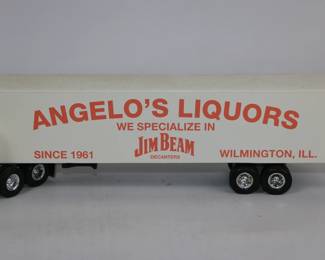 ANGELO'S LIQUORS
WE SPECIALIZE IN
JIM BEAM
DECANTERS
SINCE 1961
WILMINGTON, ILL.